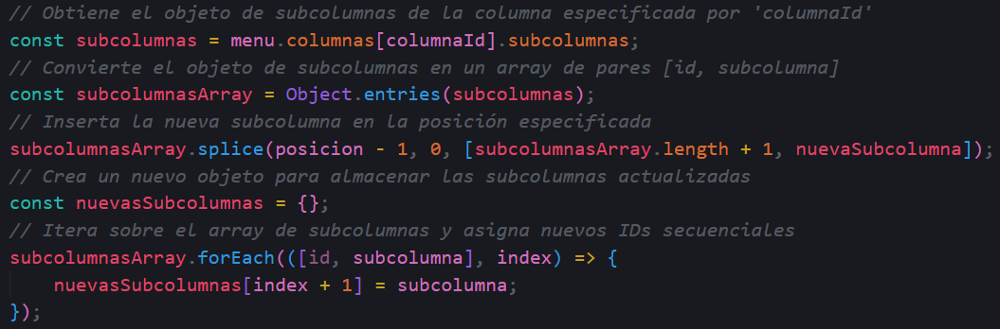 // Obtiene el objeto de subcolumnas de la columna especificada por 'columnaId'
const subcolumnas = menu.columnas[columnaId].subcolumnas;
// Convierte el objeto de subcolumnas en un array de pares [id, subcolumna]
const subcolumnasArray = Object.entries(subcolumnas);
// Inserta la nueva subcolumna en la posición especificada
subcolumnasArray.splice(posicion - 1, 0, [subcolumnasArray.length + 1, nuevaSubcolumna]);
// Crea un nuevo objeto para almacenar las subcolumnas actualizadas
const nuevasSubcolumnas = {};
// Itera sobre el array de subcolumnas y asigna nuevos IDs secuenciales
subcolumnasArray.forEach(([id, subcolumna], index) => {
    nuevasSubcolumnas[index + 1] = subcolumna;
});